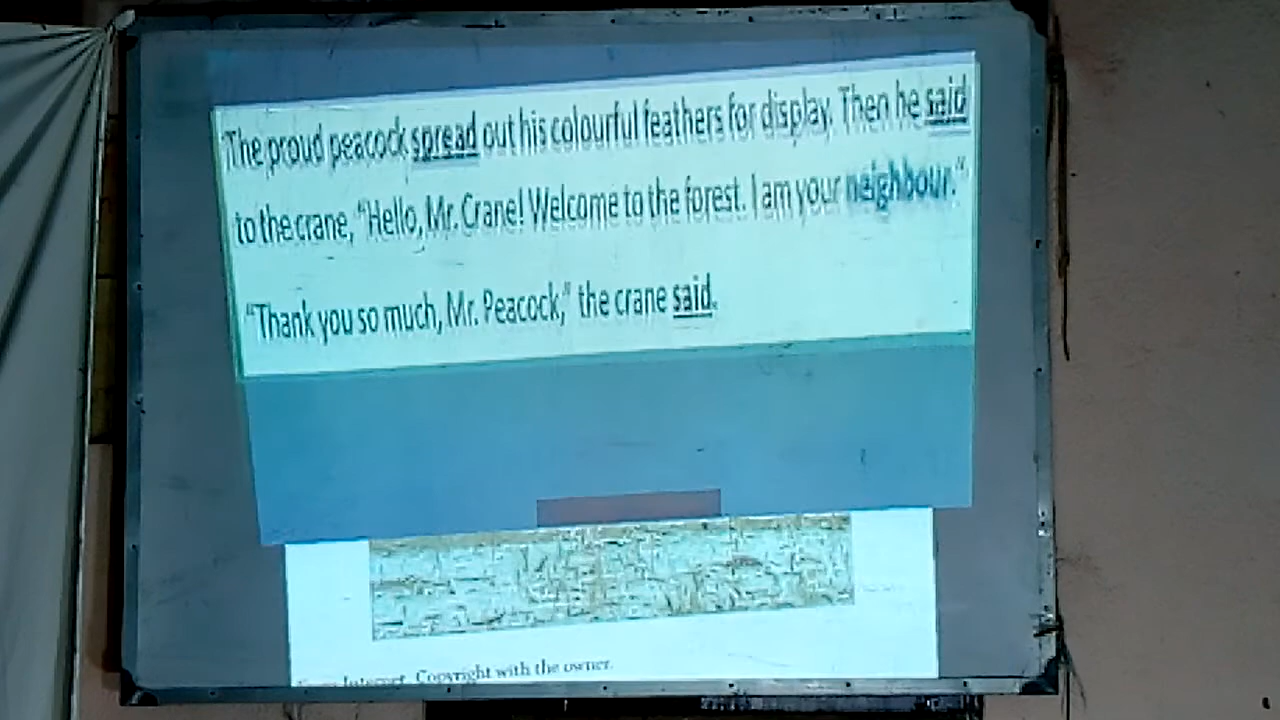 The proud peacock spread out his colourful feathers for display. Then he said
to the crane, “Hello, Mr. Crane! Welcome to the forest. I am your neighbour.”
“Thank you so much, Mr. Peacock,” the crane said.
Internet. Copyright with the owner.